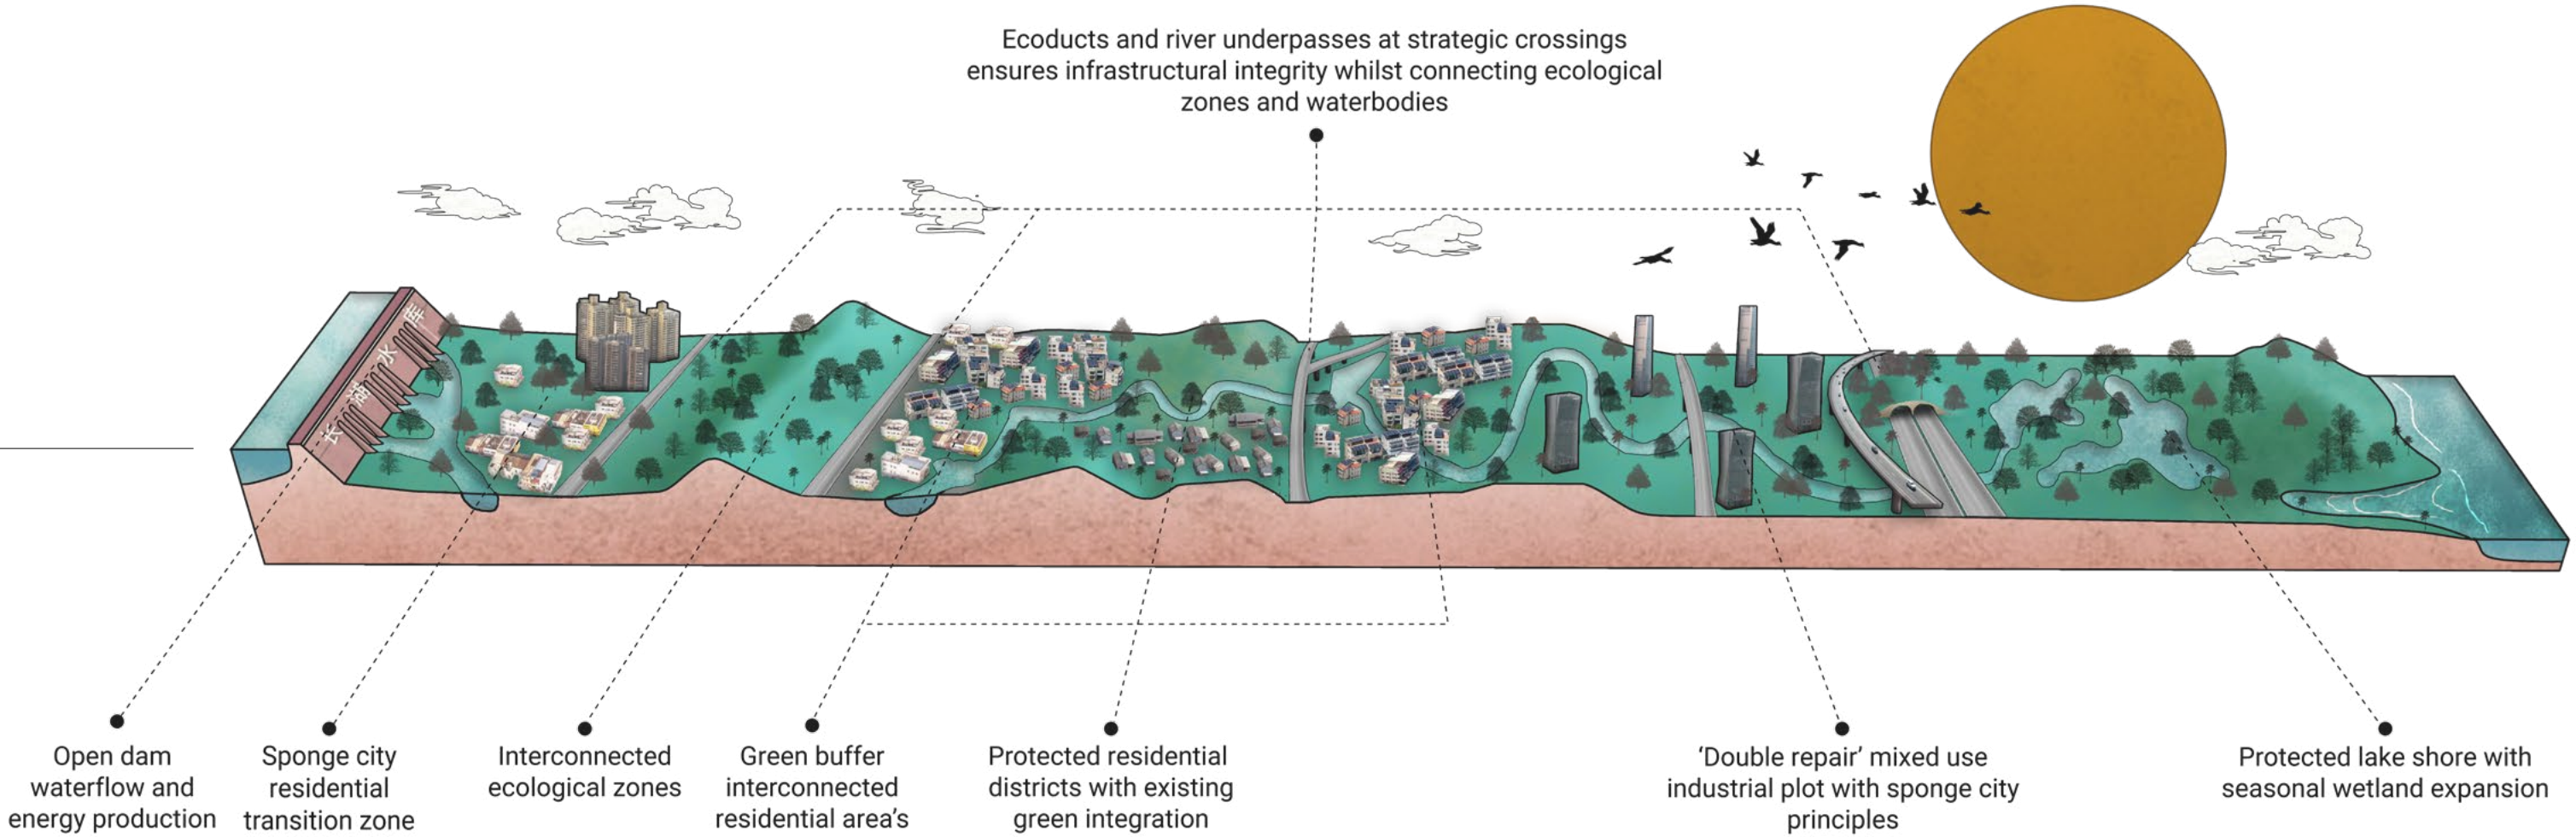 Ecoducts and river underpasses at strategic crossings
ensures infrastructural integrity whilst connecting ecological
zones and waterbodies
长湖水库
Open dam
waterflow and
energy production
Sponge city
residential
transition zone
Interconnected
ecological zones
Green buffer
interconnected
residential area's
Protected residential
districts with existing
green integration
‘Double repair’ mixed use
industrial plot with sponge city
principles
Protected lake shore with
seasonal wetland expansion